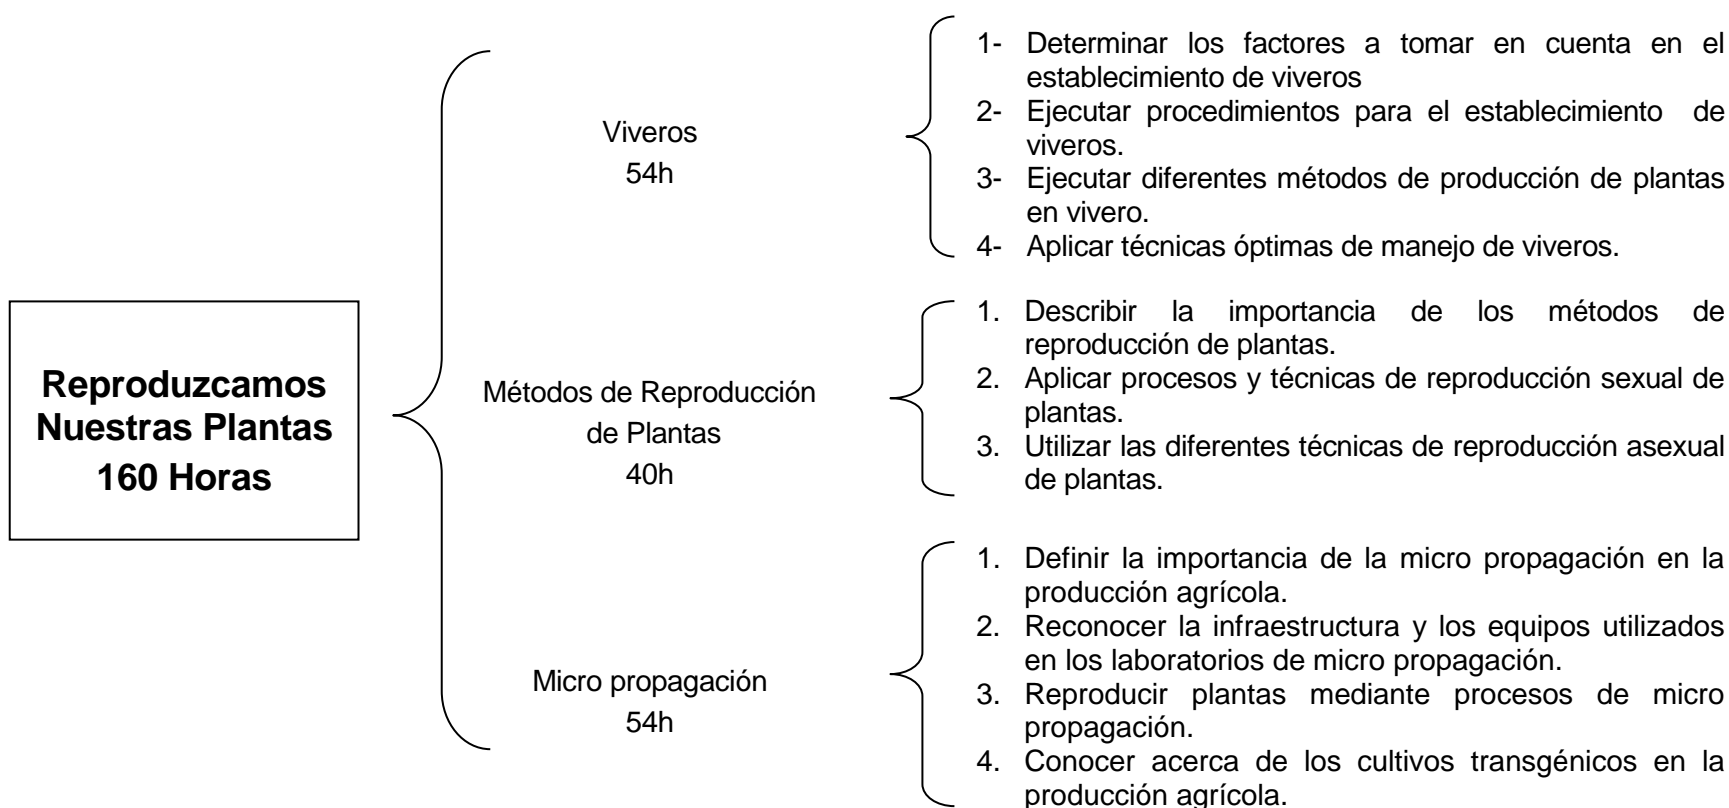 Reproduzcamos
Nuestras Plantas
160 Horas
Viveros
54h
1- Determinar los factores a tomar en cuenta en el
establecimiento de viveros
2- Ejecutar procedimientos para el establecimiento de
viveros.
3- Ejecutar diferentes métodos de producción de plantas
en vivero.
4- Aplicar técnicas óptimas de manejo de viveros.
Métodos de Reproducción
de Plantas
40h
1. Describir la importancia de los métodos de
reproducción de plantas.
2. Aplicar procesos y técnicas de reproducción sexual de
plantas.
3. Utilizar las diferentes técnicas de reproducción asexual
de plantas.
Micro propagación
54h
1. Definir la importancia de la micro propagación en la
producción agrícola.
2. Reconocer la infraestructura y los equipos utilizados
en los laboratorios de micro propagación.
3. Reproducir plantas mediante procesos de micro
propagación.
4. Conocer acerca de los cultivos transgénicos en la
producción agrícola.